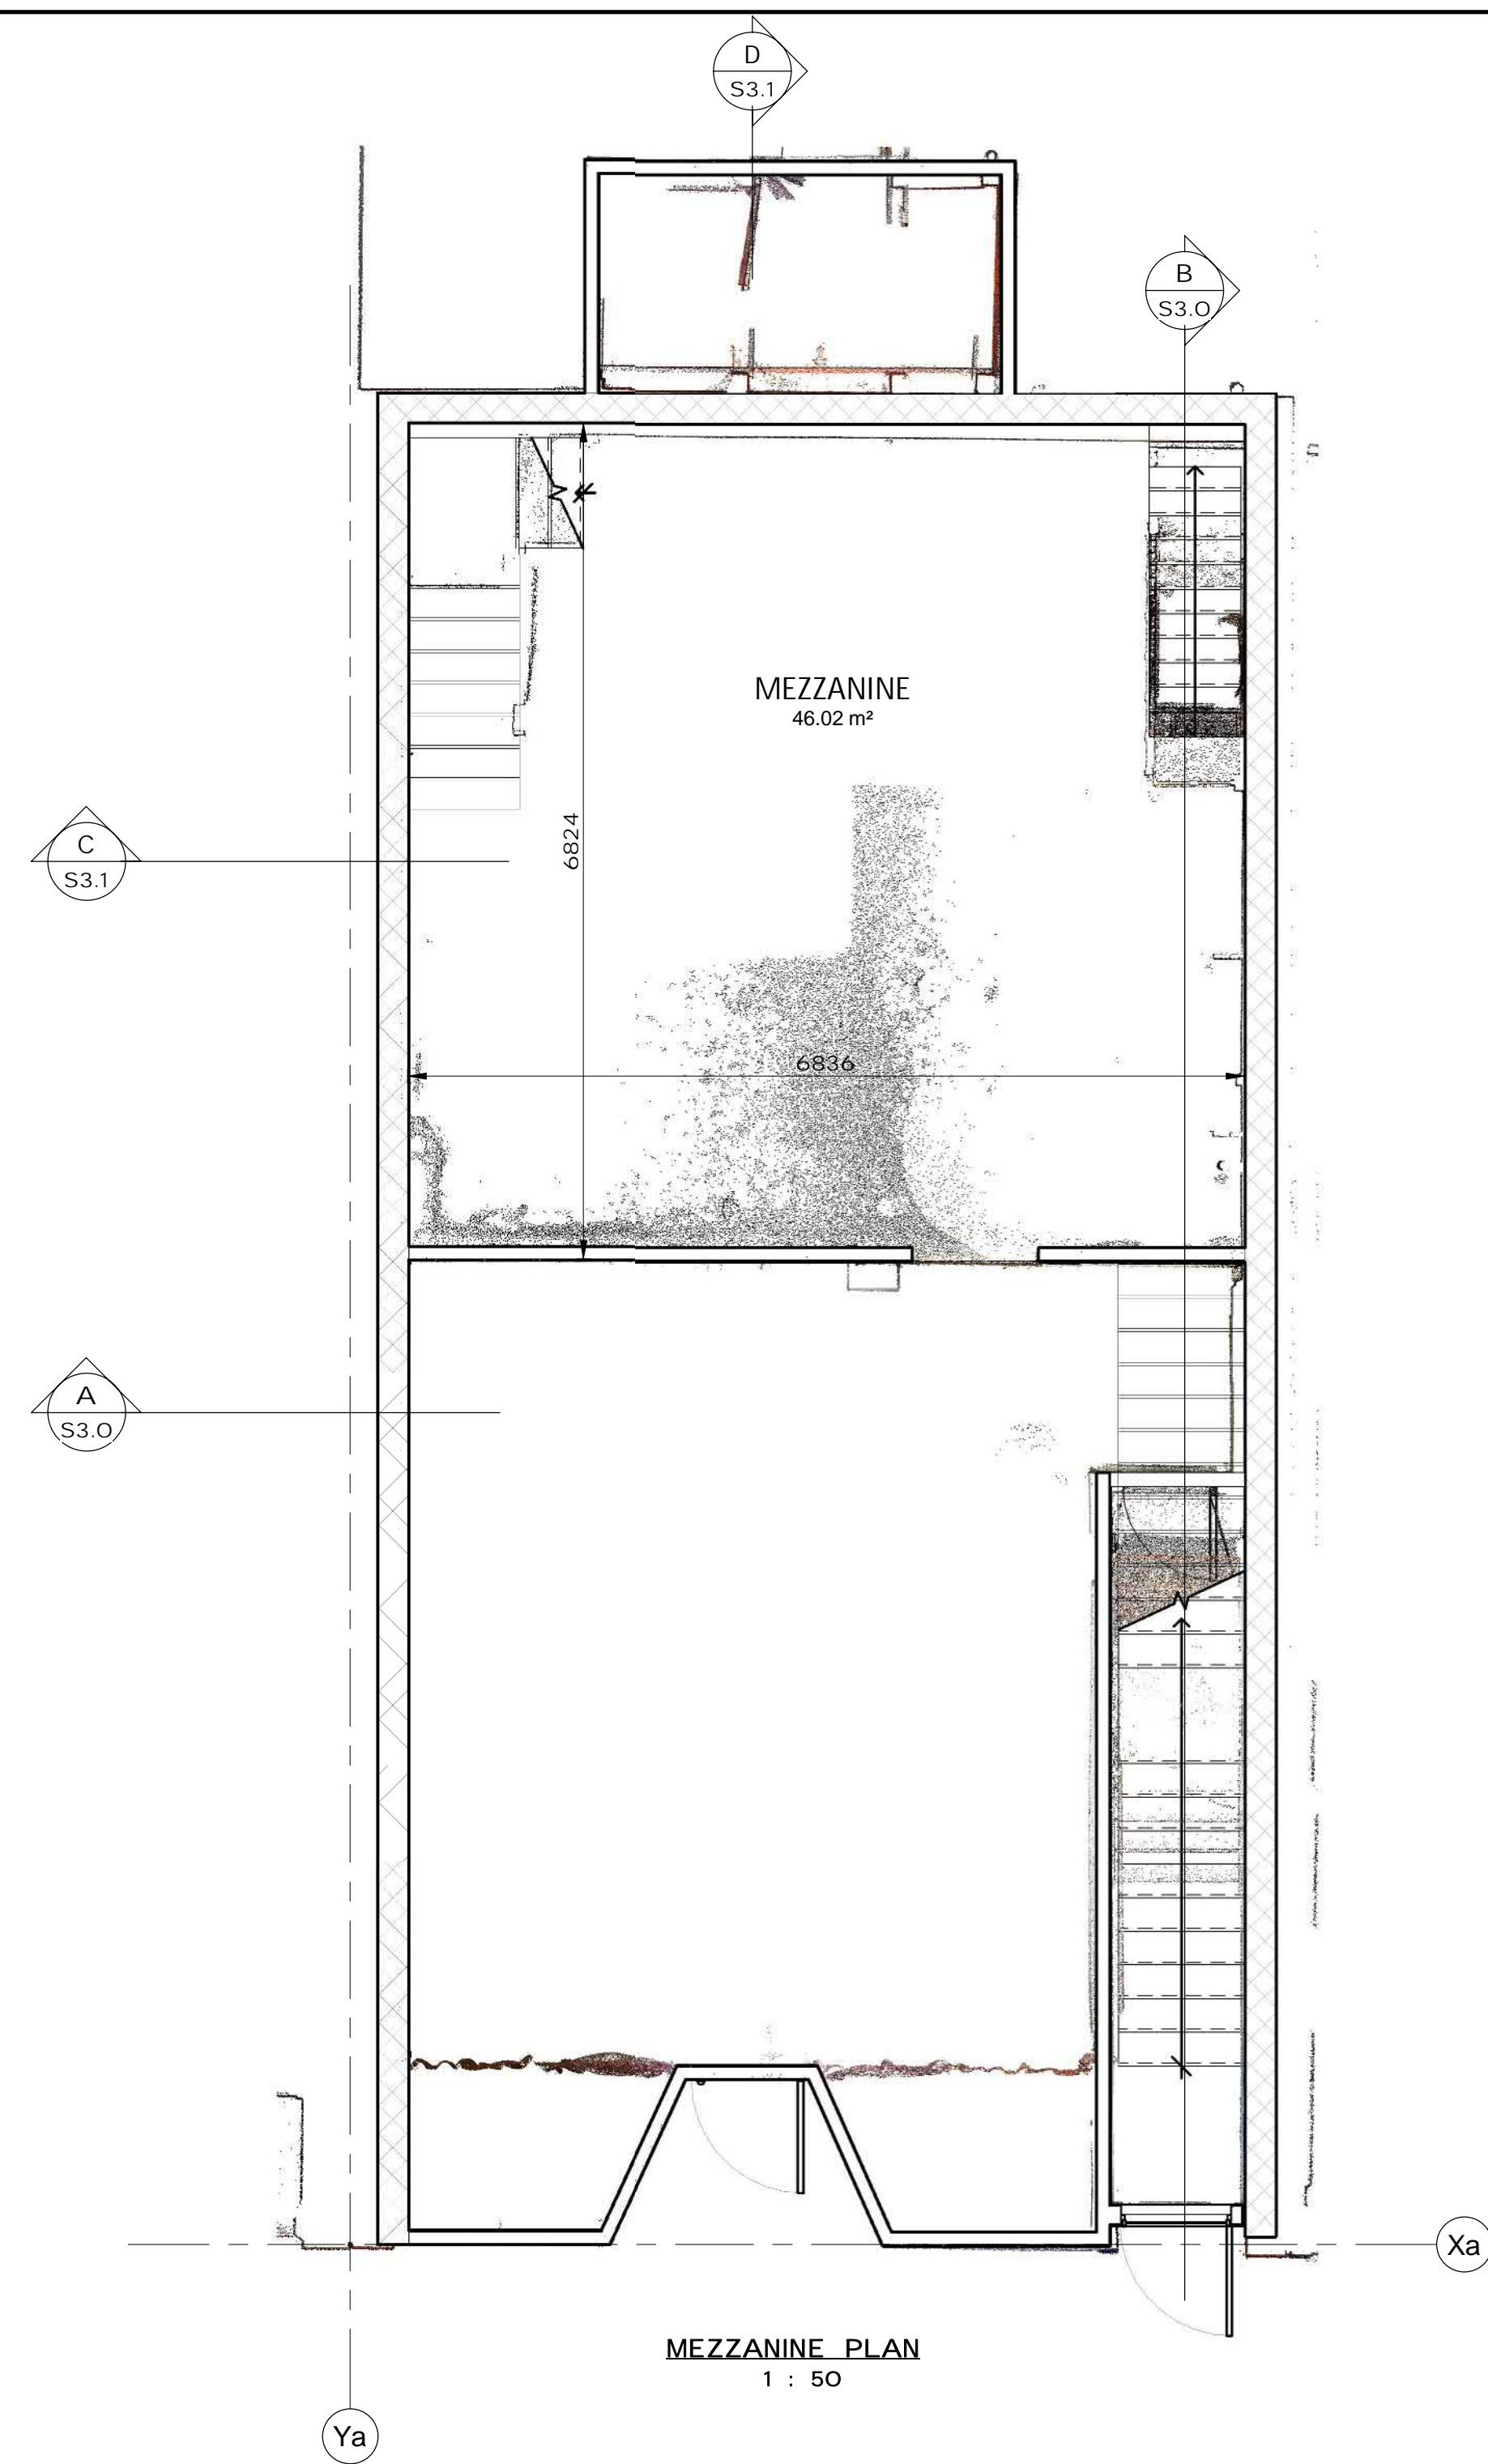 D
S3.1
B
S3.0
MEZZANINE
46.02 m²
6824
C
S3.1
6836
A
S3.0
Xa
MEZZANINE PLAN
1 : 50
Ya